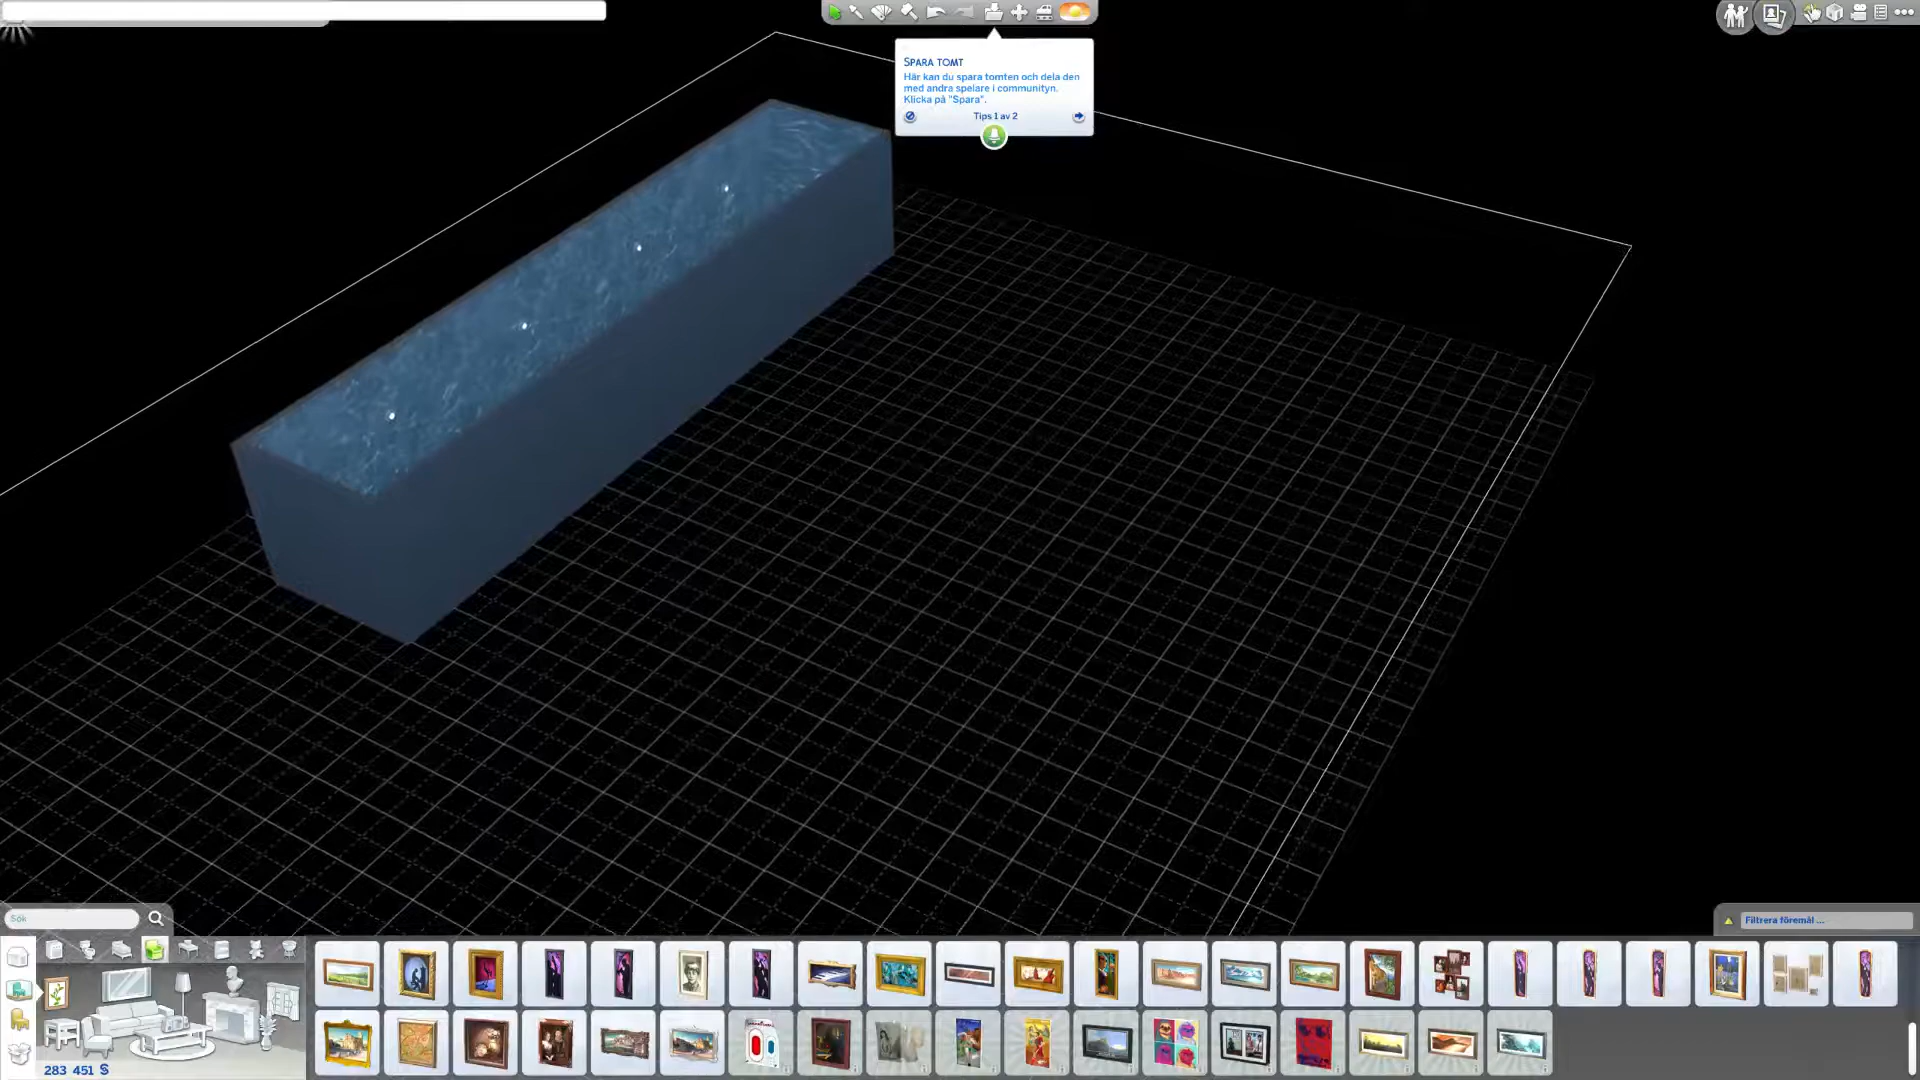 SPARA TOMT
Här kan du spara tomten och dela den
med andra spelare i communityn.
Klicka på "Spara".
Tips 1 av 2
Sök
Filtrera föremål ...
283 451 $